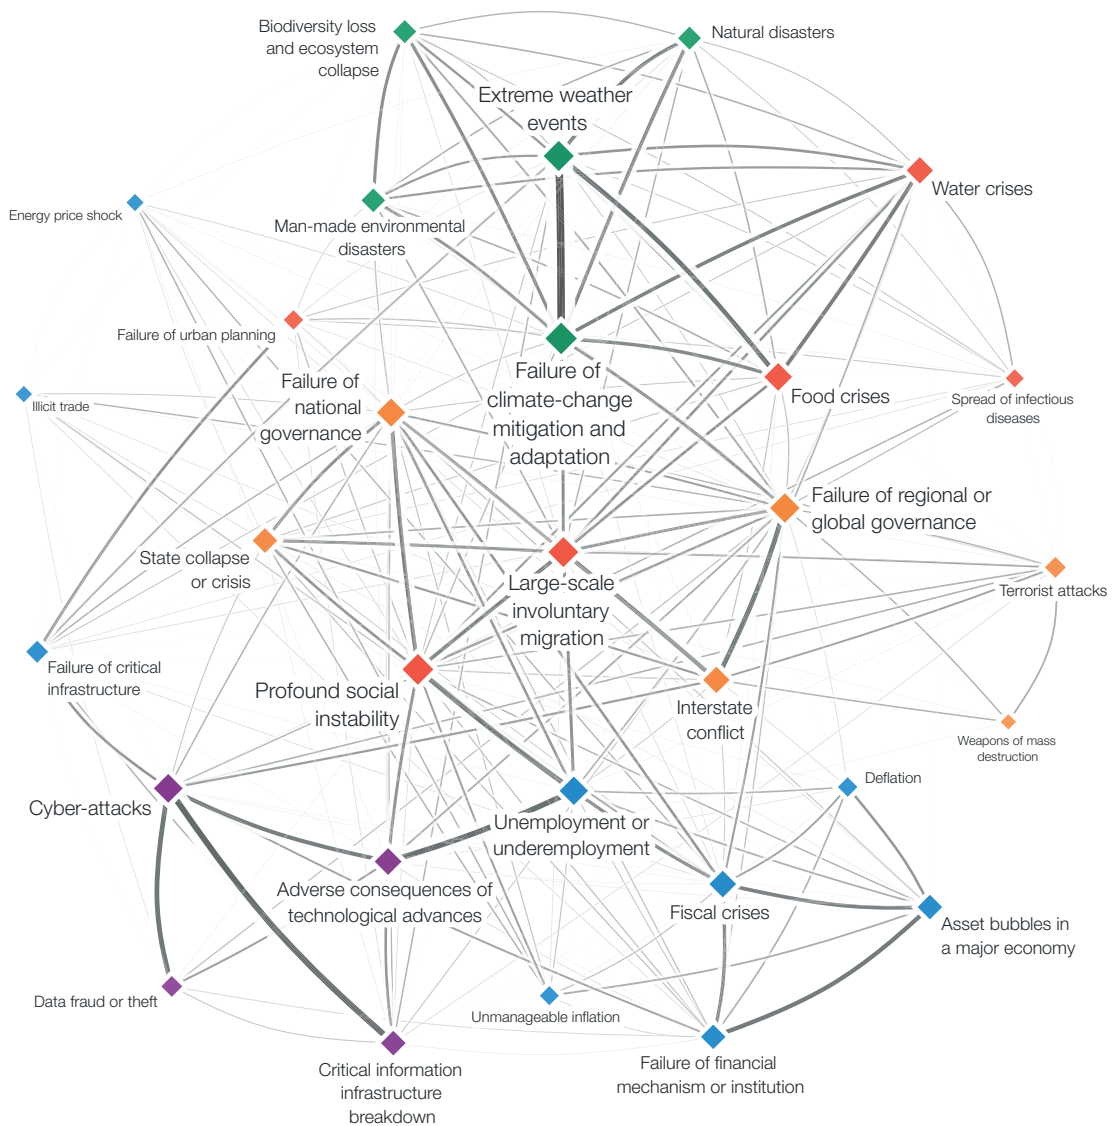 Biodiversity loss
and ecosystem
collapse
Natural disasters
Extreme weather
events
Water crises
Energy price shock
Man-made environmental
disasters
Failure of urban planning
Failure of
national
governance
Failure of
climate-change
mitigation and
adaptation
Illicit trade
Food crises
Spread of infectious
diseases
Failure of regional or
global governance
State collapse
or crisis
Large-scale
involuntary
migration
Terrorist attacks
Failure of critical
infrastructure
Profound social
instability
Interstate
conflict
Weapons of mass
destruction
Deflation
Cyber-attacks
Unemployment or
underemployment
Adverse consequences of
technological advances
Fiscal crises
Asset bubbles in
a major economy
Data fraud or theft
Unmanageable inflation
Critical information
infrastructure
breakdown
Failure of financial
mechanism or institution